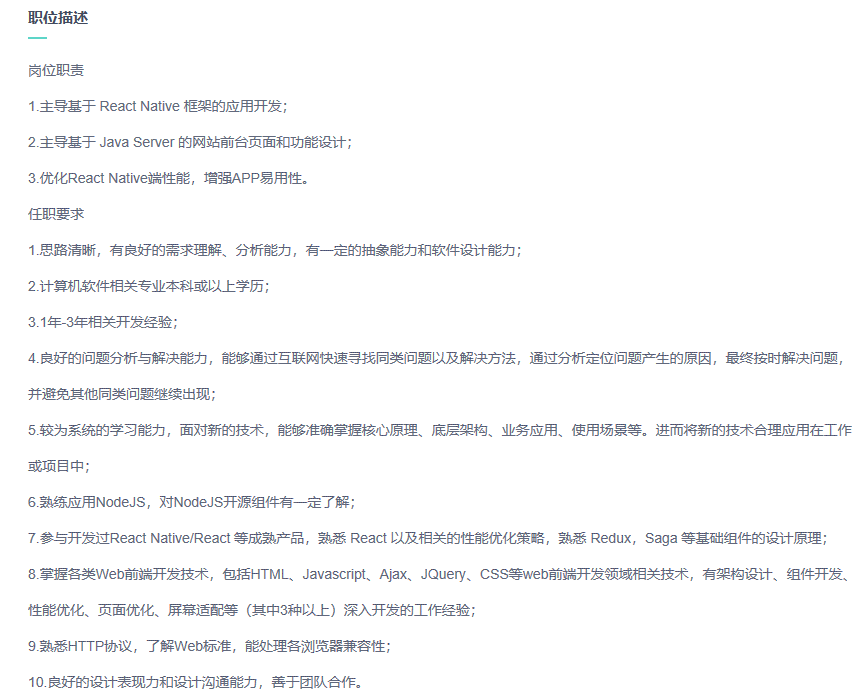 职位描述
岗位职责
1.主导基于 React Native 框架的应用开发；
2.主导基于 Java Server 的网站前台页面和功能设计；
3.优化React Native端性能，增强APP易用性。
任职要求
1.思路清晰，有良好的需求理解、分析能力，有一定的抽象能力和软件设计能力；
2.计算机软件相关专业本科或以上学历；
3.1年-3年相关开发经验；
4.良好的问题分析与解决能力，能够通过互联网快速寻找同类问题以及解决方法，通过分析定位问题产生的原因，最终按时解决问题，
并避免其他同类问题继续出现；
5.较为系统的学习能力，面对新的技术，能够准确掌握核心原理、底层架构、业务应用、使用场景等。进而将新的技术合理应用在工作
或项目中；
6.熟练应用NodeJS，对NodeJS开源组件有一定了解；
7.参与开发过React Native/React 等成熟产品，熟悉 React 以及相关的性能优化策略，熟悉 Redux，Saga 等基础组件的设计原理；
8.掌握各类Web前端开发技术，包括HTML、Javascript、Ajax、JQuery、CSS等web前端开发领域相关技术，有架构设计、组件开发、
性能优化、页面优化、屏幕适配等（其中3种以上）深入开发的工作经验；
9.熟悉HTTP协议，了解Web标准，能处理各浏览器兼容性；
10.良好的设计表现力和设计沟通能力，善于团队合作。